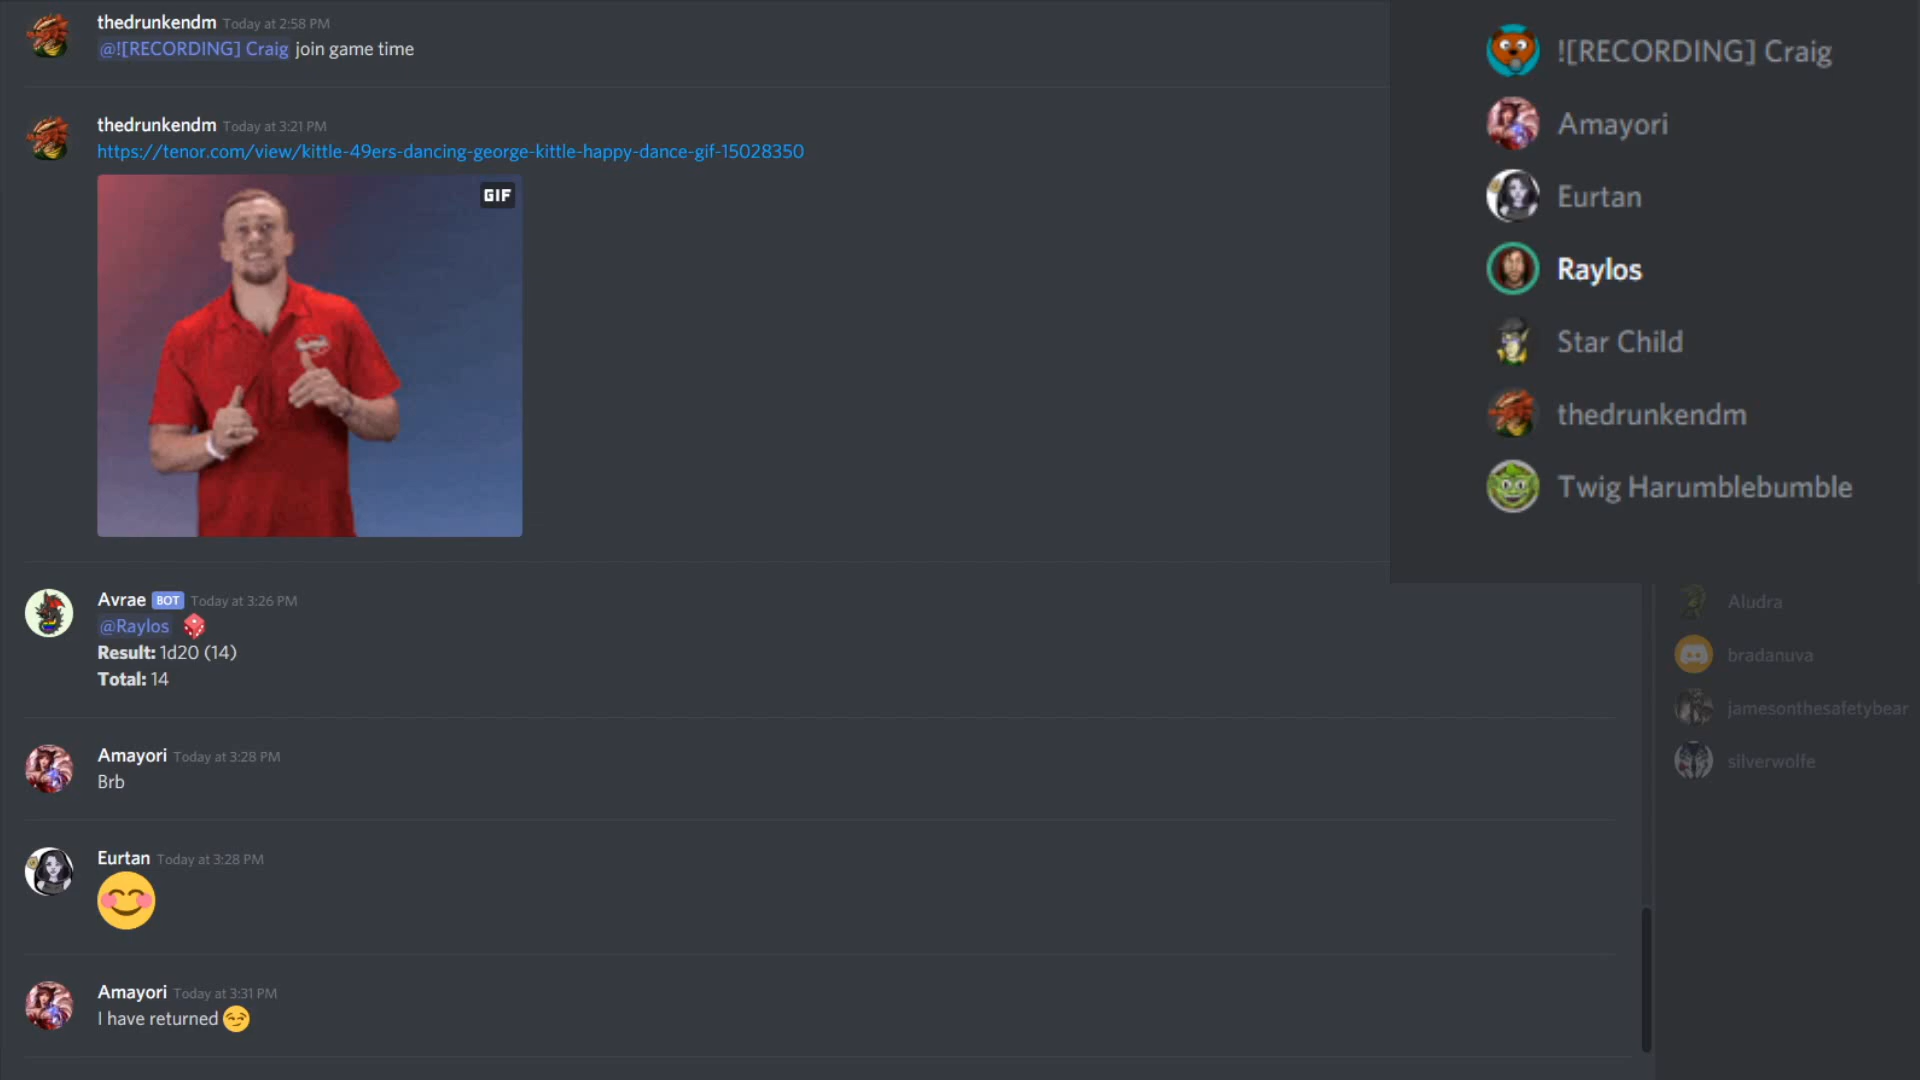 thedrunkendm Today at 2:58 PM
@![RECORDING] Craig join game time
thedrunkendm Today at 3:21 PM
https://tenor.com/view/kittle-49ers-dancing-george-kittle-happy-dance-gif-15028350
GIF
Avrae BOT Today at 3:26 PM
@Raylos
Result: 1d20 (14)
Total: 14
Amayori Today at 3:28 PM
Brb
Eurtan Today at 3:28 PM
Amayori Today at 3:31 PM
I have returned
![RECORDING] Craig
Amayori
Eurtan
Raylos
Star Child
thedrunkendm
Twig Harumblebumble
Aludra
bradanuva
jamesonthesafetybear
silverwolfe